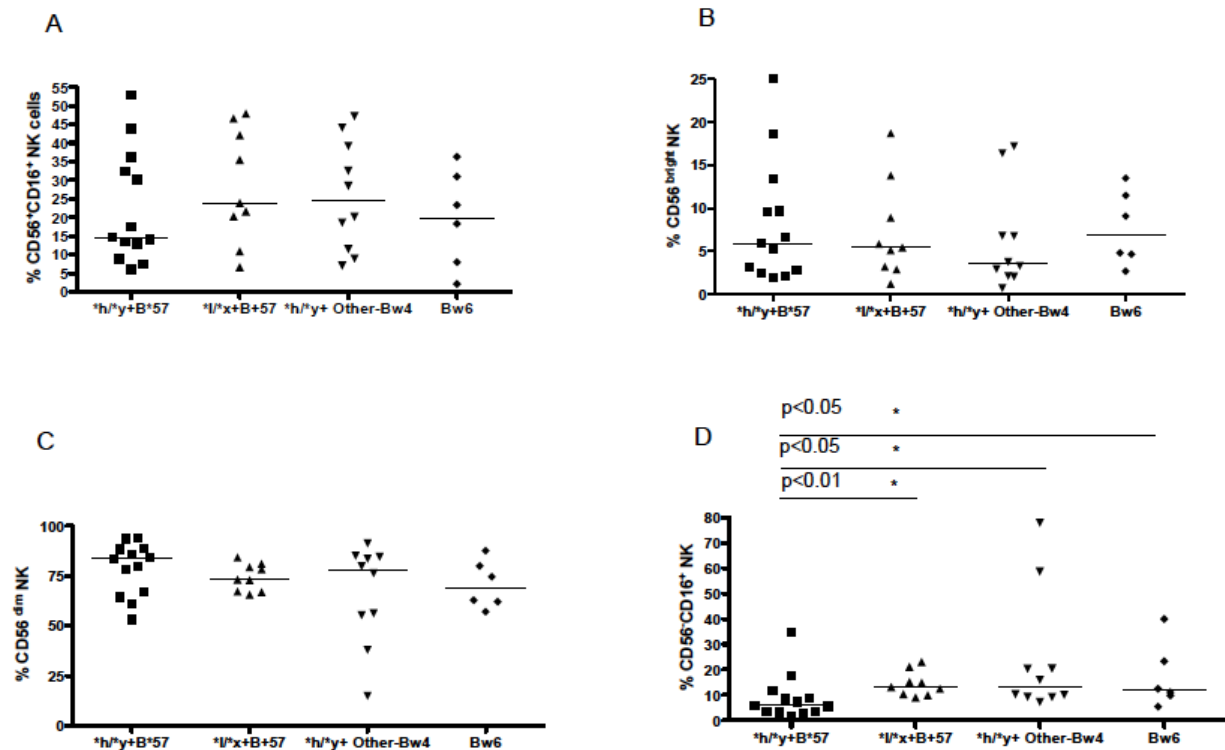 A
% CD56+CD16+ NK cells
55
50
45
40
35
30
25
20
15
10
5
0
*h/*y+B*57
*l/*x+B+57
*h/*y+ Other-Bw4
Bw6
B
% CD56 bright NK
25
20
15
10
5
0
*h/*y+B*57
*l/*x+B+57
*h/*y+ Other-Bw4
Bw6
C
% CD56 dim NK
100
75
50
25
0
*h/*y+B*57
*l/*x+B+57
*h/*y+ Other-Bw4
Bw6
D
p<0.05 *
p<0.05 *
p<0.01 *
% CD56-CD16+ NK
80
70
60
50
40
30
20
10
0
*h/*y+B*57
*l/*x+B+57
*h/*y+ Other-Bw4
Bw6